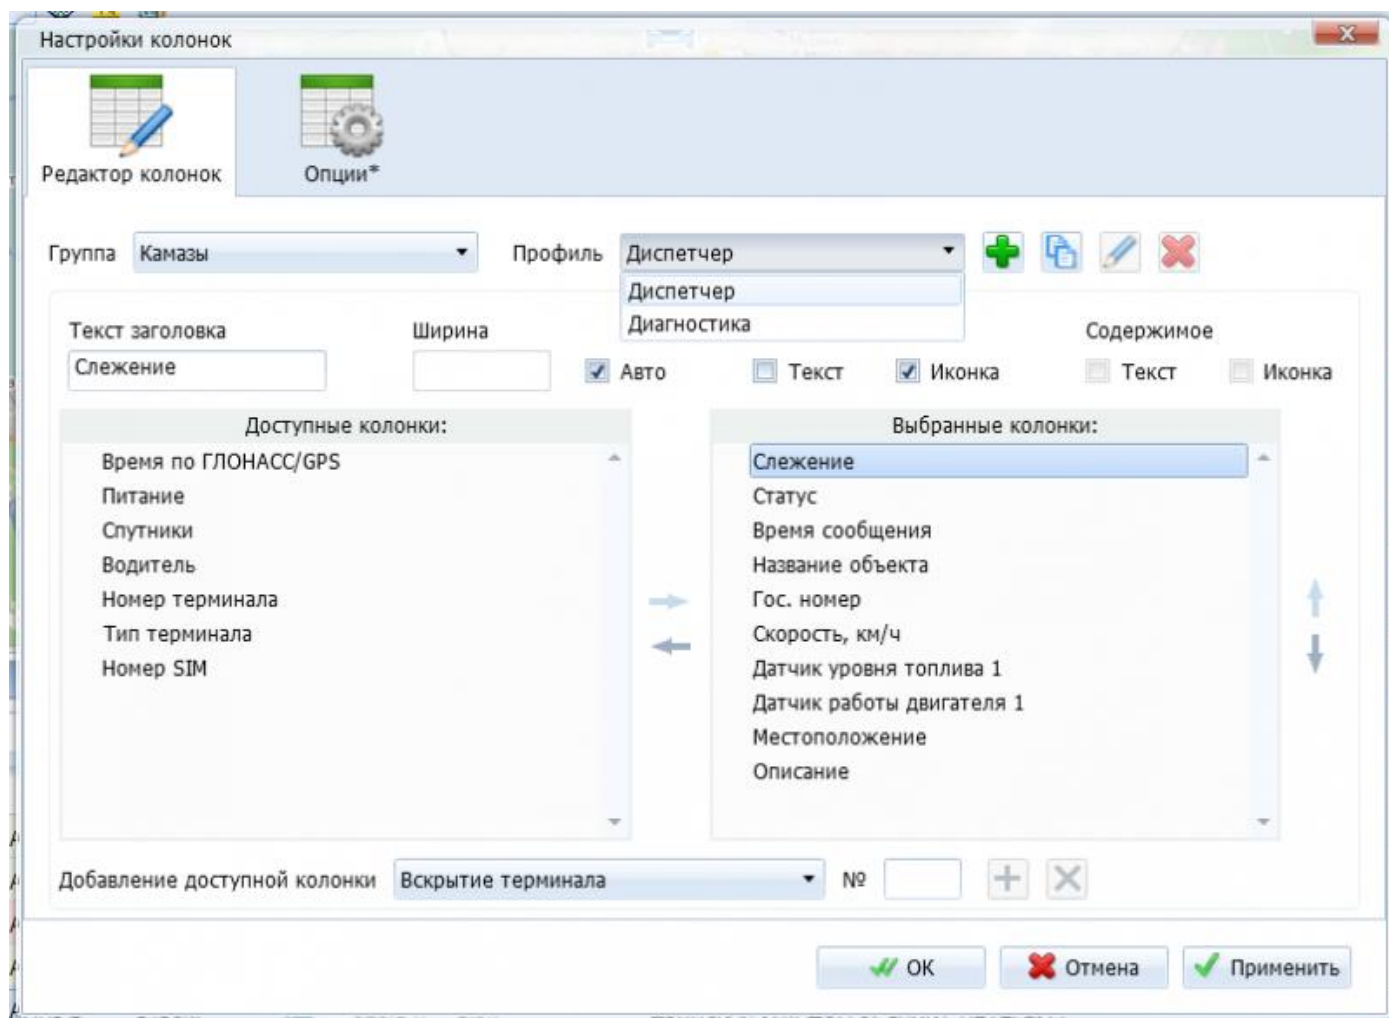 Настройки колонок
Редактор колонок
Опции*
Группа Камазы Профиль Диспетчер
Диспетчер
Диагностика
Текст заголовка Ширина Содержимое
Слежение Авто Текст Иконка Текст Иконка
Доступные колонки: Выбранные колонки:
Время по ГЛОНАСС/GPS
Питание
Спутники
Водитель
Номер терминала
Тип терминала
Номер SIM
Слежение
Статус
Время сообщения
Название объекта
Гос. номер
Скорость, км/ч
Датчик уровня топлива 1
Датчик работы двигателя 1
Местоположение
Описание
Добавление доступной колонки Вскрытие терминала №
ОК Отмена Применить